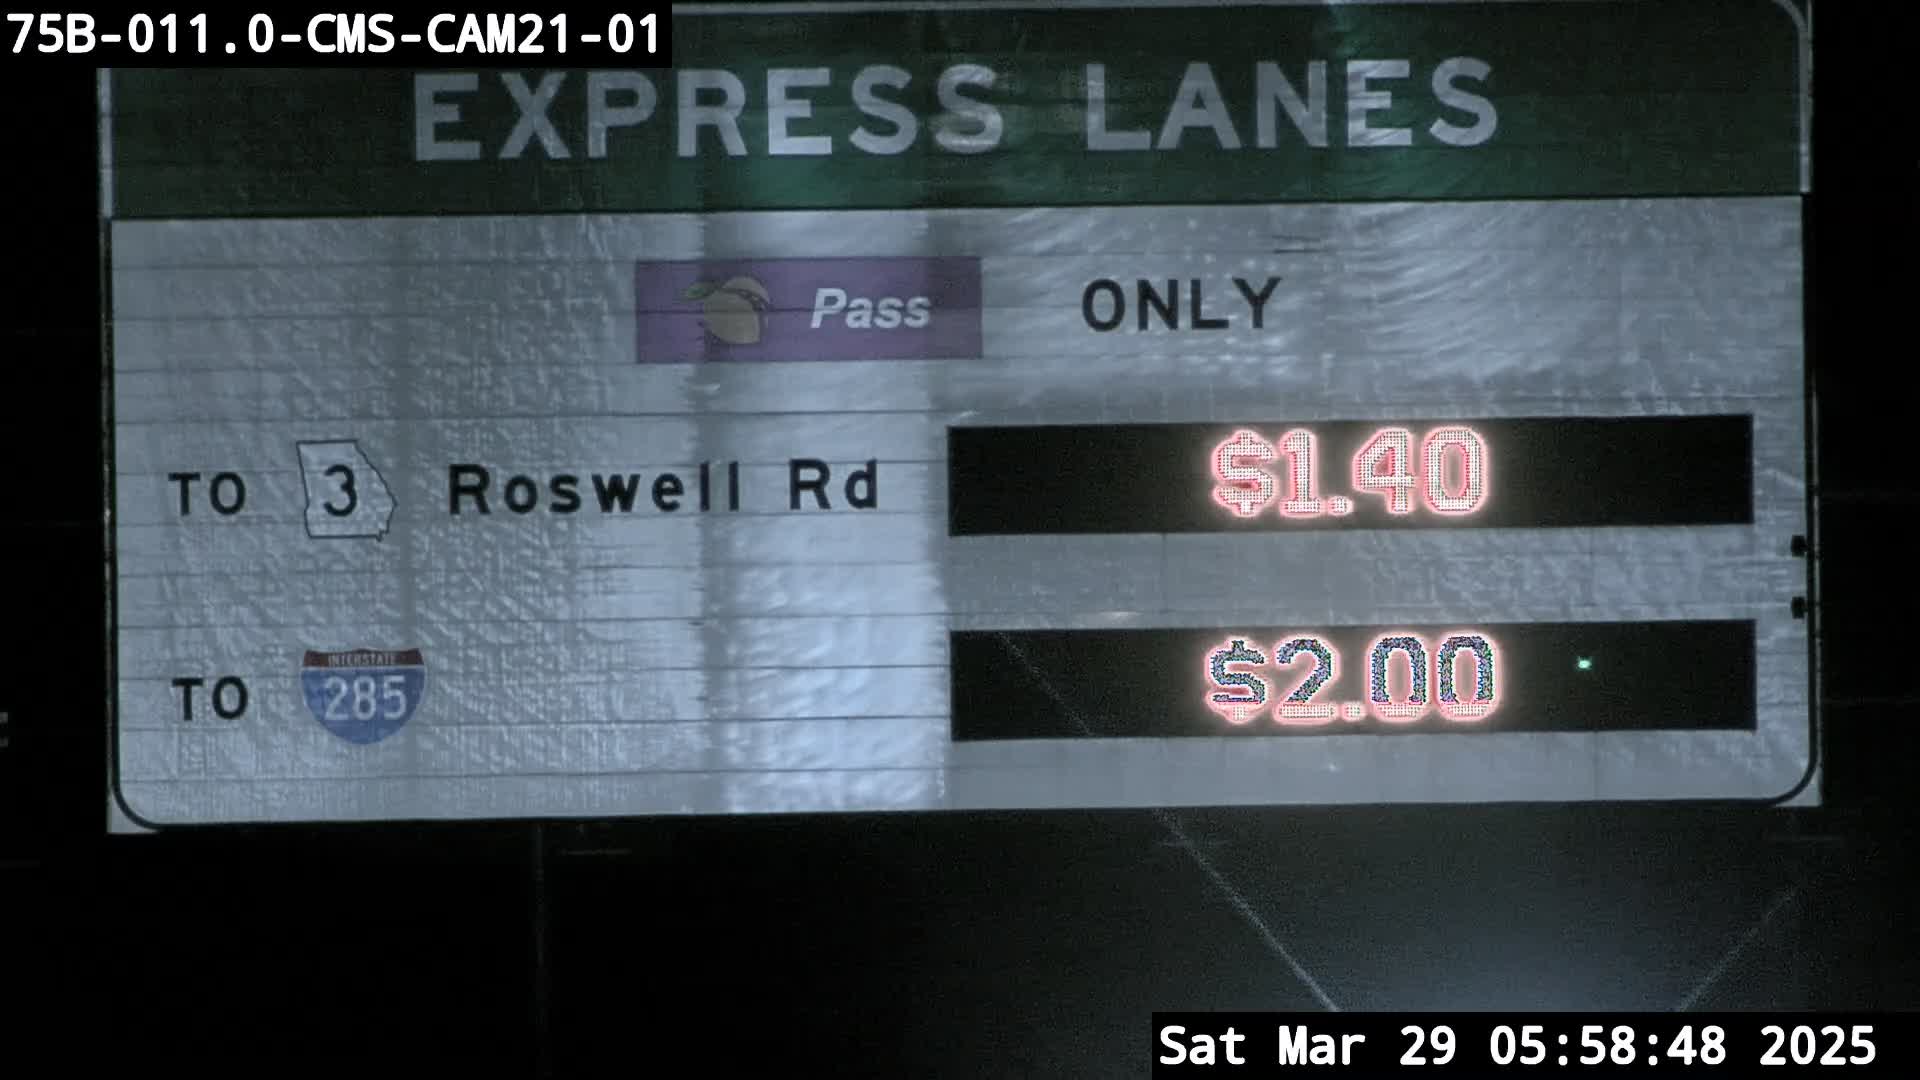 75B-011.0-CMS-CAM21-01
EXPRESS LANES
Pass ONLY
TO 3 Roswell Rd $1.40
TO INTERSTATE 285 $2.00
Sat Mar 29 05:58:48 2025